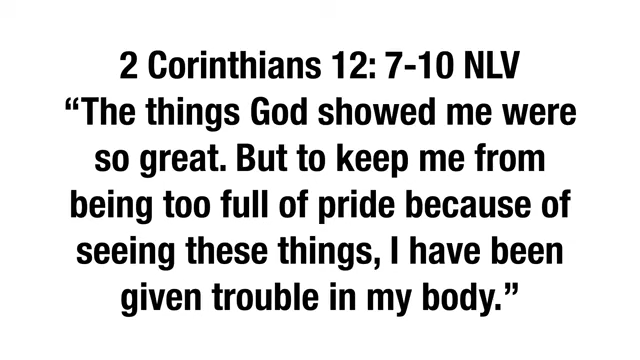 2 Corinthians 12: 7-10 NLV
“The things God showed me were
so great. But to keep me from
being too full of pride because of
seeing these things, I have been
given trouble in my body.”